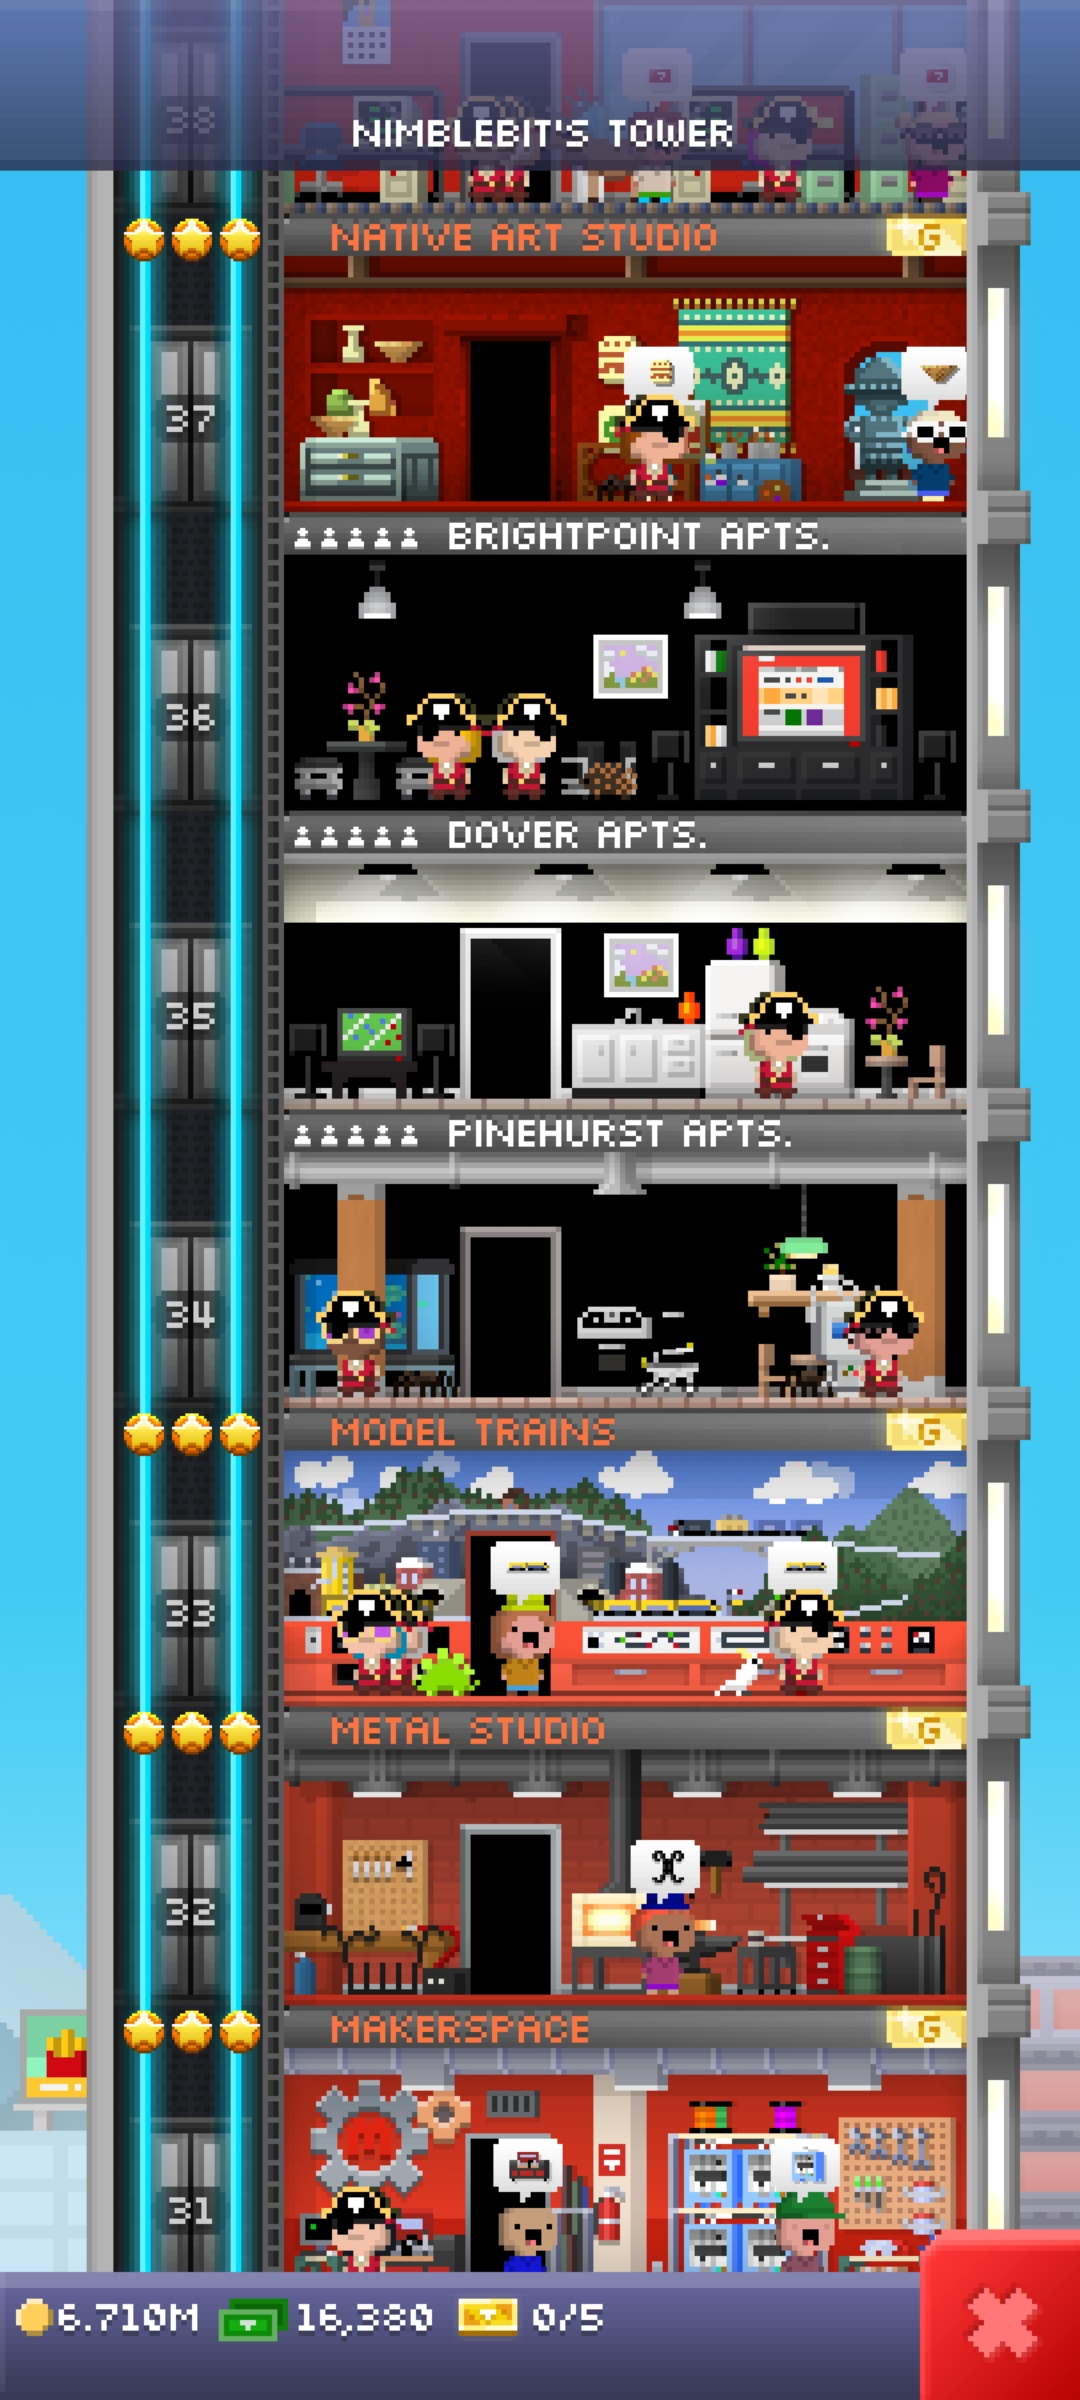 38
NIMBLEBIT'S TOWER
NATIVE ART STUDIO G
37
BRIGHTPOINT APTS.
36
DOVER APTS.
35
PINEHURST APTS.
34
MODEL TRAINS G
33
METAL STUDIO G
32
MAKERSPACE G
31
6.710M 16,380 0/5